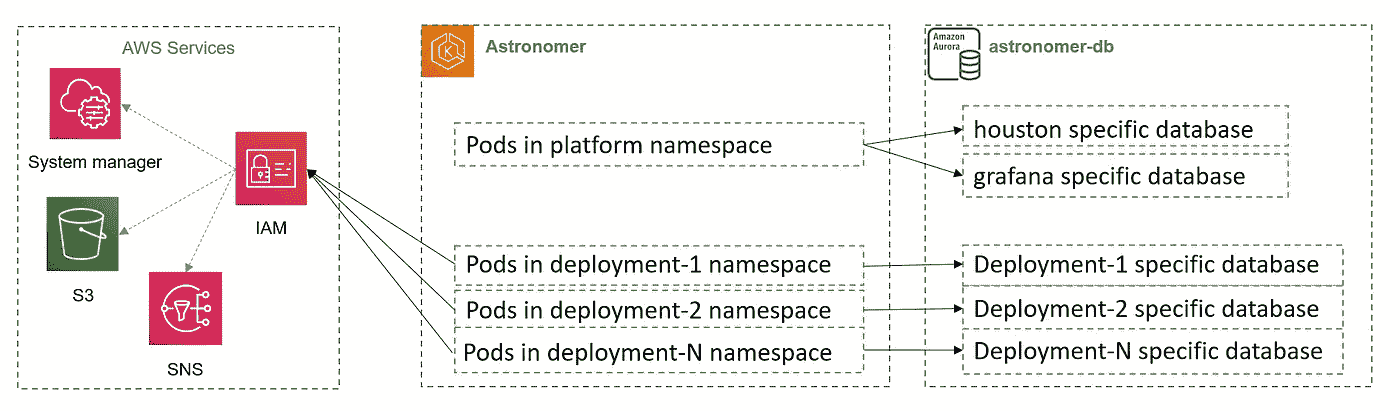 AWS Services
System manager
IAM
S3
SNS
Astronomer
Pods in platform namespace
Pods in deployment-1 namespace
Pods in deployment-2 namespace
Pods in deployment-N namespace
Amazon
Aurora
astronomer-db
houston specific database
grafana specific database
Deployment-1 specific database
Deployment-2 specific database
Deployment-N specific database